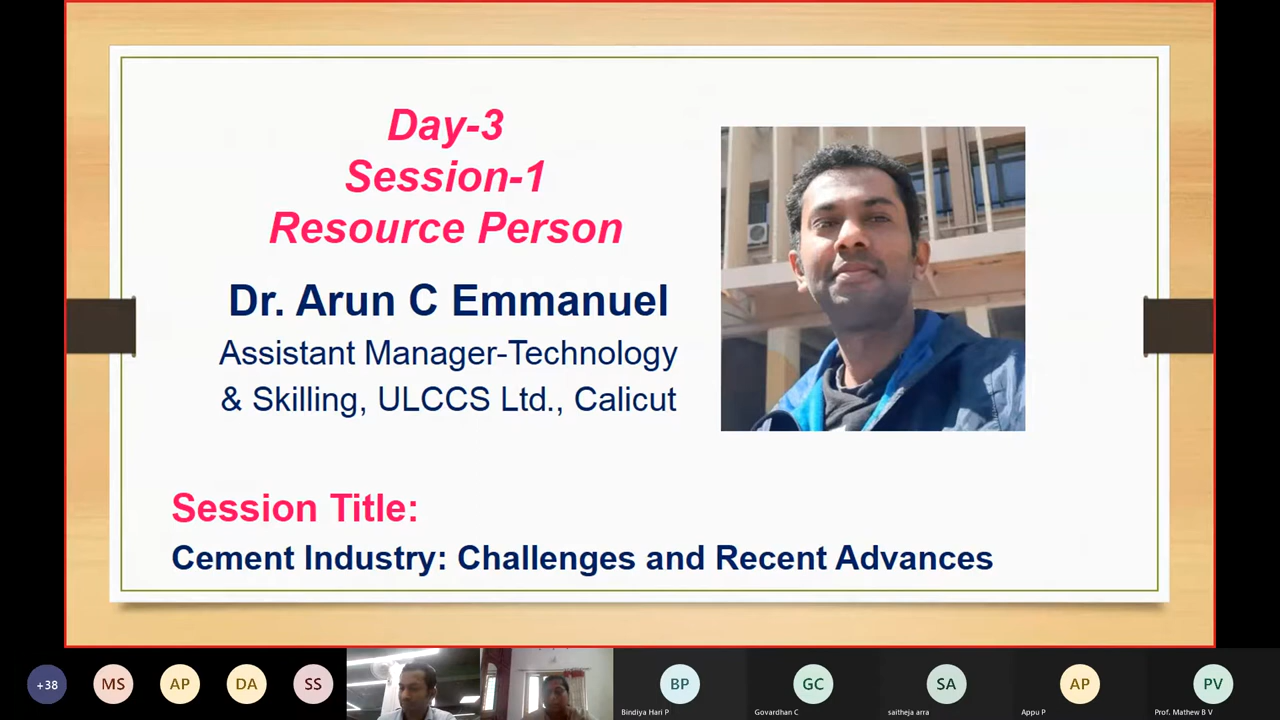 Day-3
Session-1
Resource Person
Dr. Arun C Emmanuel
Assistant Manager-Technology
& Skilling, ULCCS Ltd., Calicut
Session Title:
Cement Industry: Challenges and Recent Advances
+38
MS
AP
DA
SS
BP
GC
SA
AP
PV
Bindiya Hari P
Govardhan C
saitheja arra
Appu P
Prof. Mathew B V